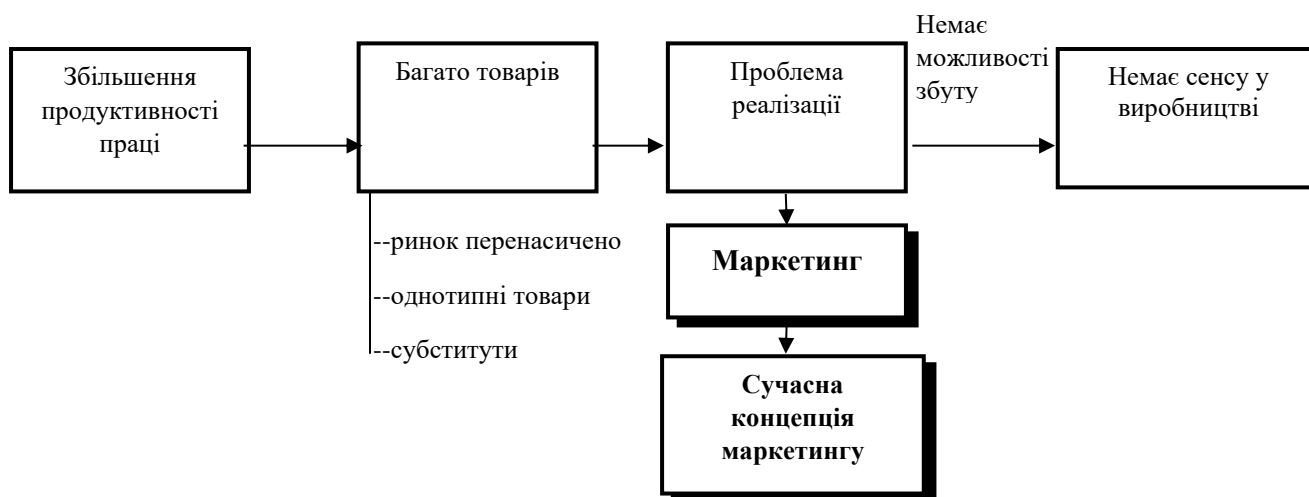 Збільшення
продуктивності
праці
Багато товарів
Проблема
реалізації
Немає
можливості
збуту
Немає сенсу у
виробництві
--ринок перенасичено
--однотипні товари
--субститути
Маркетинг
Сучасна
концепція
маркетингу